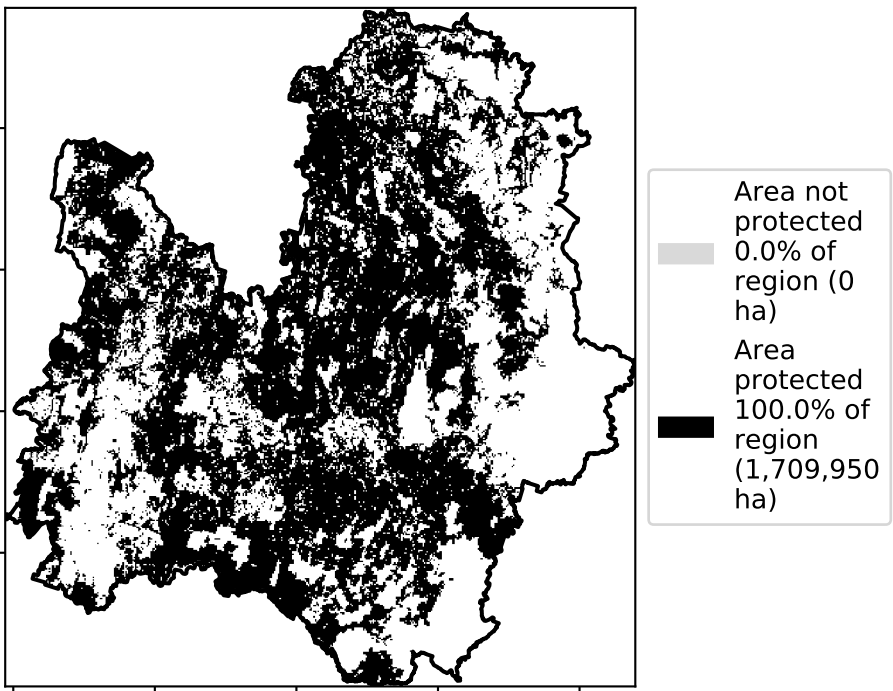 Area not
protected
0.0% of
region (0
ha)
Area
protected
100.0% of
region
(1,709,950
ha)